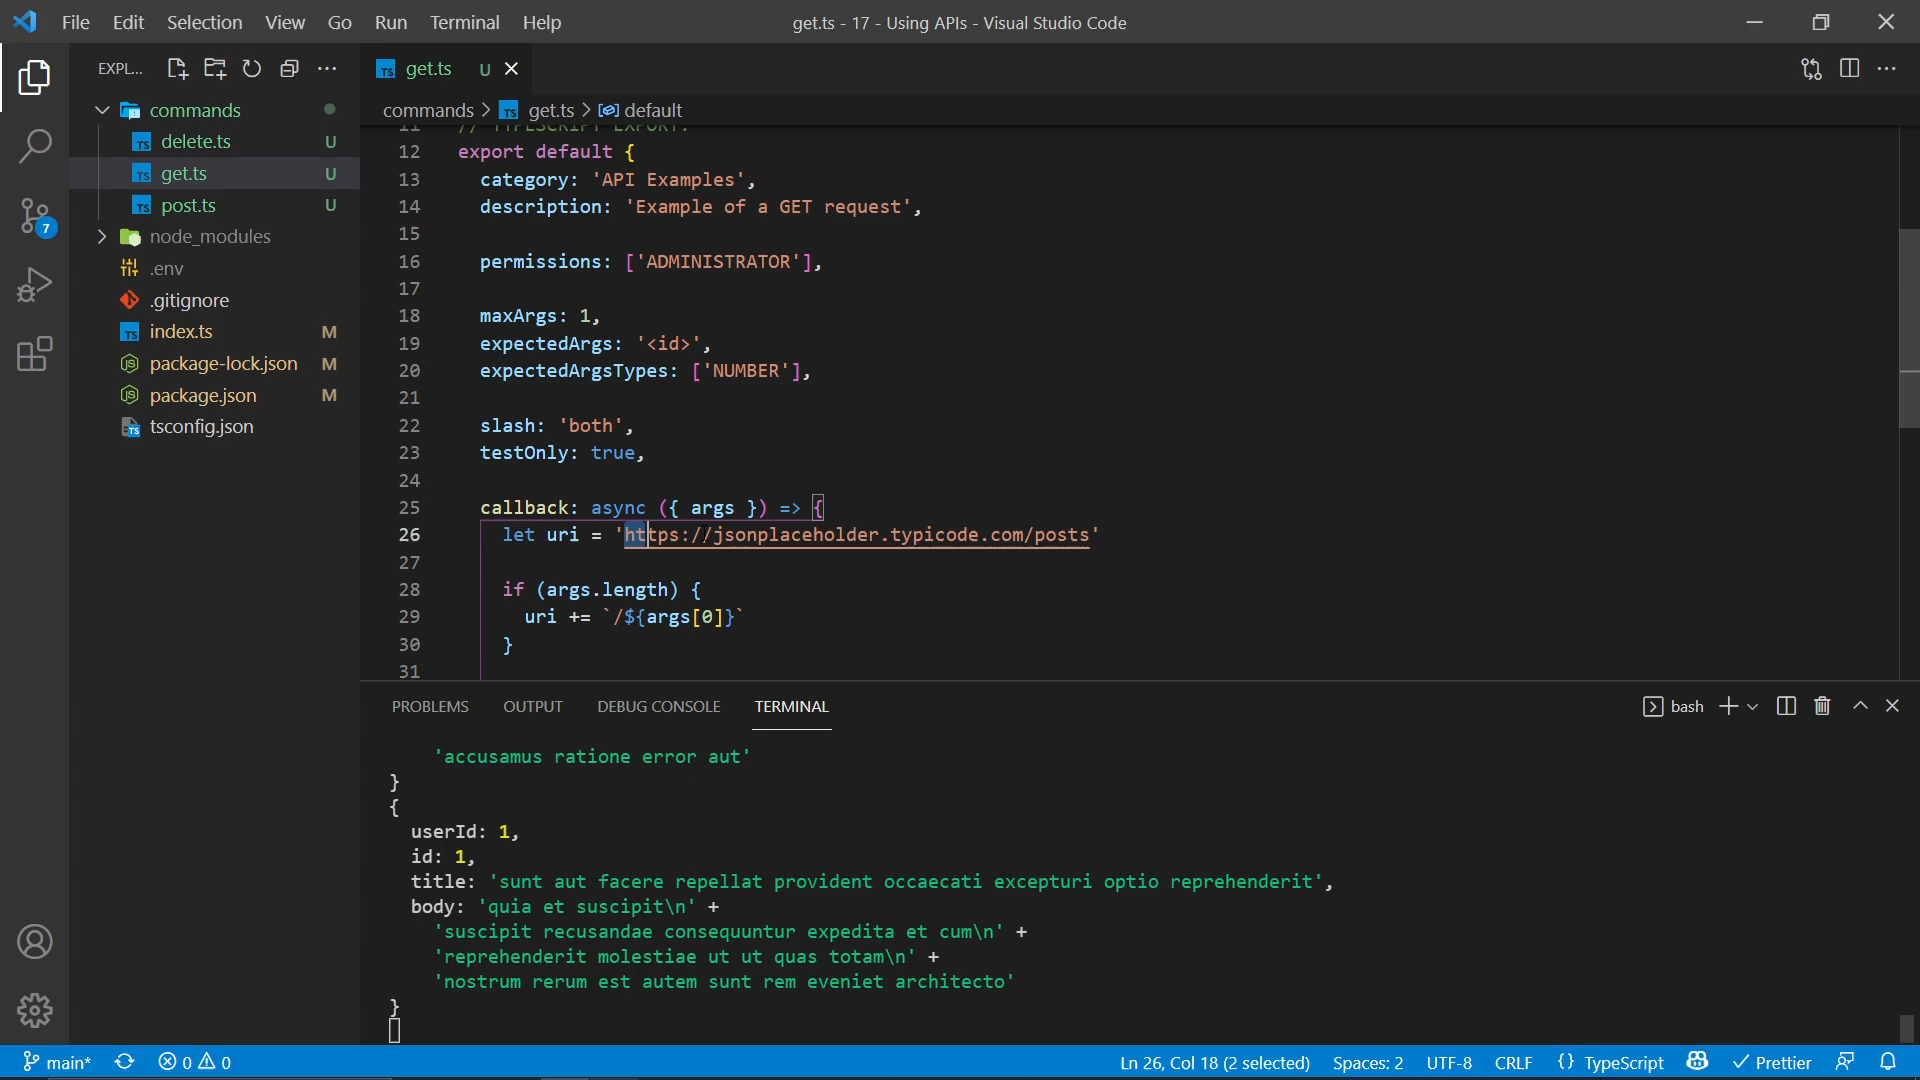 File Edit Selection View Go Run Terminal Help
get.ts - 17 - Using APIs - Visual Studio Code
EXPL...
get.ts U
commands > get.ts > default
commands
delete.ts U
get.ts U
post.ts U
node_modules
.env
.gitignore
index.ts M
package-lock.json M
package.json M
tsconfig.json
7
11 // TYPESCRIPT EXPORT:
12 export default {
13 category: 'API Examples',
14 description: 'Example of a GET request',
15
16 permissions: ['ADMINISTRATOR'],
17
18 maxArgs: 1,
19 expectedArgs: '<id>',
20 expectedArgsTypes: ['NUMBER'],
21
22 slash: 'both',
23 testOnly: true,
24
25 callback: async ({ args }) => {
26 let uri = 'https://jsonplaceholder.typicode.com/posts'
27
28 if (args.length) {
29 uri += `/${args[0]}`
30 }
31
PROBLEMS OUTPUT DEBUG CONSOLE TERMINAL
bash
'accusamus ratione error aut'
}
{
userId: 1,
id: 1,
title: 'sunt aut facere repellat provident occaecati excepturi optio reprehenderit',
body: 'quia et suscipit\n' +
'suscipit recusandae consequuntur expedita et cum\n' +
'reprehenderit molestiae ut ut quas totam\n' +
'nostrum rerum est autem sunt rem eveniet architecto'
}
main* 0 0
Ln 26, Col 18 (2 selected) Spaces: 2 UTF-8 CRLF {} TypeScript Prettier